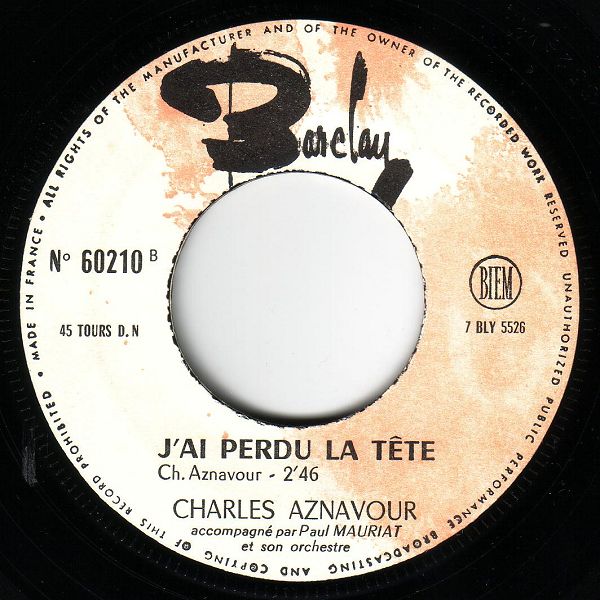 MADE IN FRANCE • ALL RIGHTS OF THE MANUFACTURER AND OF THE OWNER OF THE RECORDED WORK RESERVED UNAUTHORIZED PUBLIC PERFORMANCE BROADCASTING AND COPYING OF THIS RECORD PROHIBITED •
Barclay
Nº 60210 B
BIEM
45 TOURS D.N
7 BLY 5526
J'AI PERDU LA TÊTE
Ch. Aznavour - 2'46
CHARLES AZNAVOUR
accompagné par Paul MAURIAT
et son orchestre